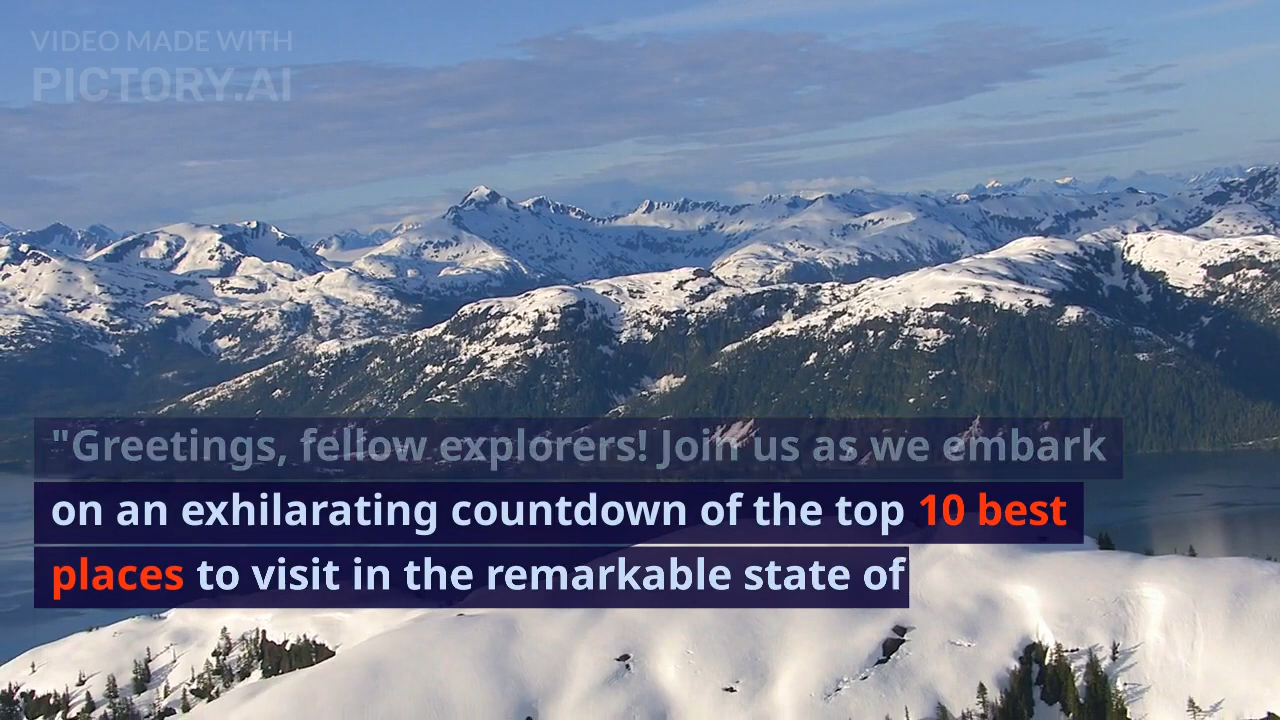 VIDEO MADE WITH
PICTORY.AI
"Greetings, fellow explorers! Join us as we embark
on an exhilarating countdown of the top 10 best
places to visit in the remarkable state of